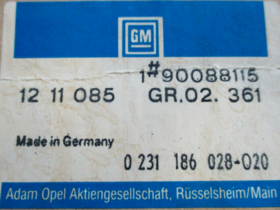 GM
1#90088115
12 11 085 GR.02. 361
Made in Germany
0 231 186 028-020
Adam Opel Aktiengesellschaft, Rüsselsheim/Main